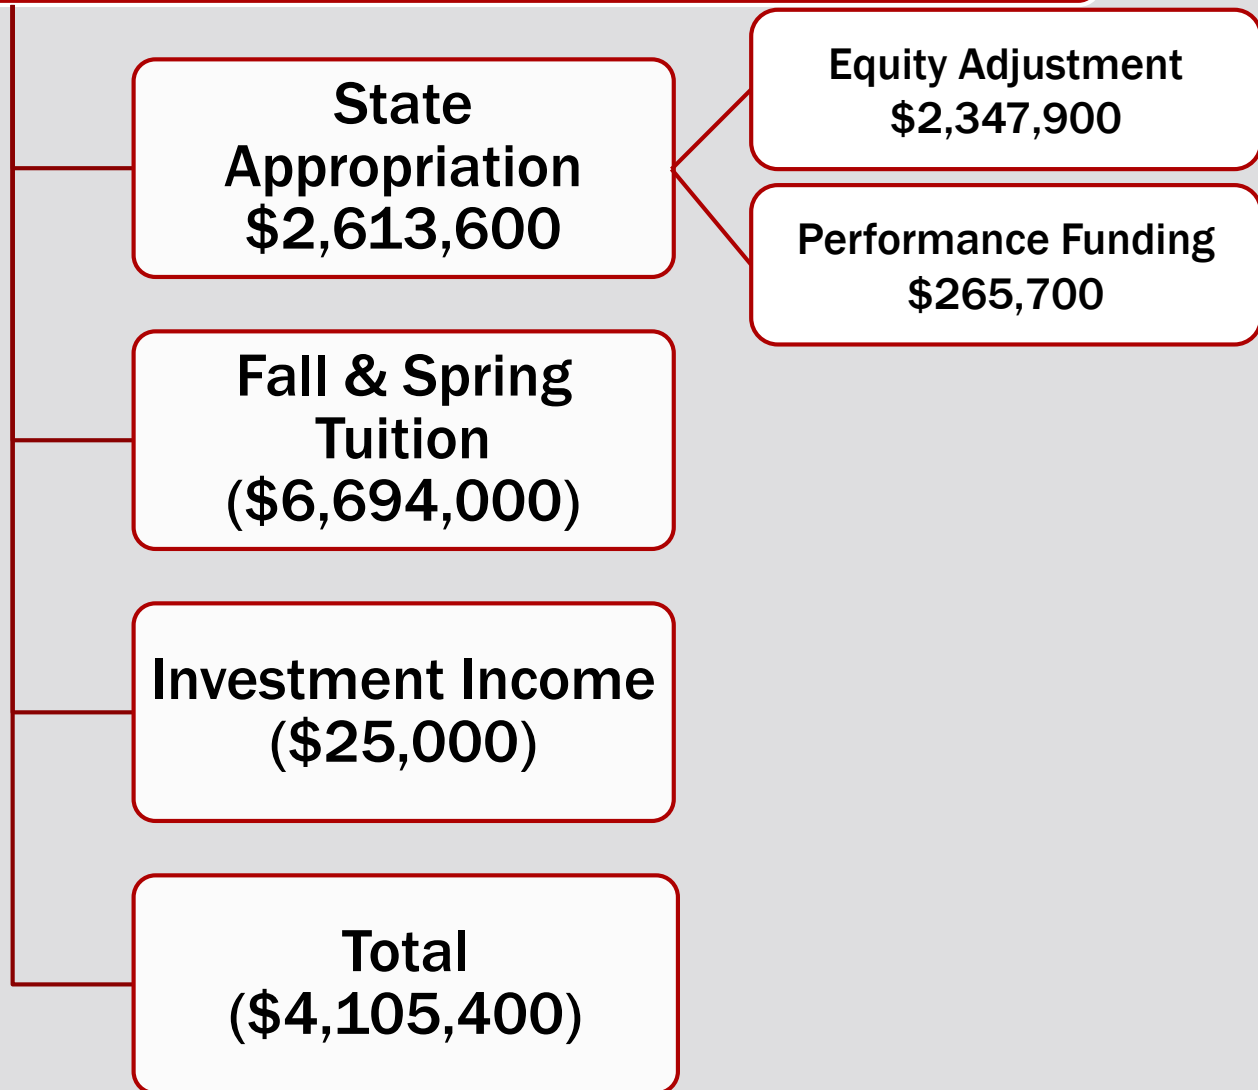 State
Appropriation
$2,613,600
Equity Adjustment
$2,347,900
Performance Funding
$265,700
Fall & Spring
Tuition
($6,694,000)
Investment Income
($25,000)
Total
($4,105,400)